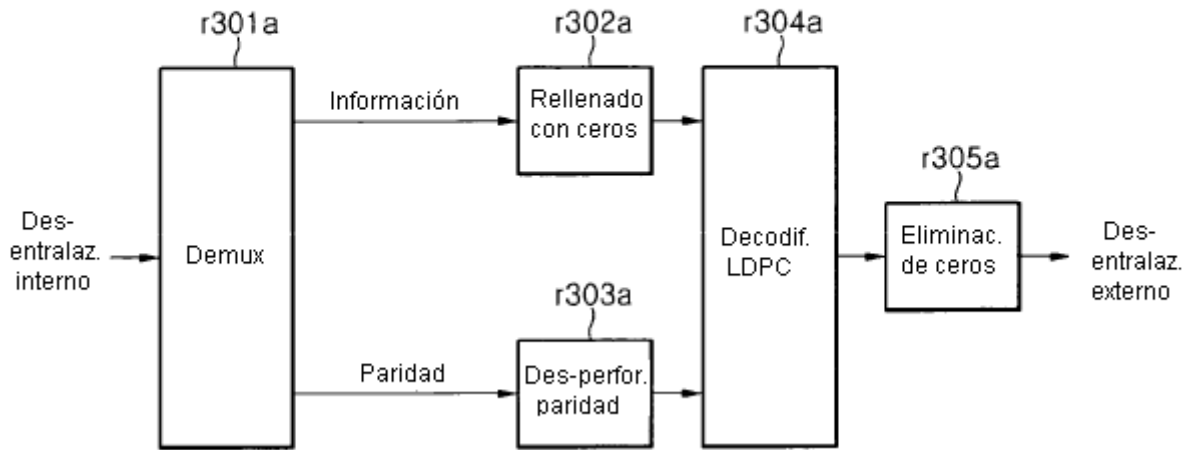 r301a
r302a
r304a
Información
Rellenado
con ceros
r305a
Des-
entralaz.
interno
Demux
Decodif.
LDPC
Eliminac.
de ceros
Des-
entralaz.
externo
r303a
Paridad
Des-perfor.
paridad